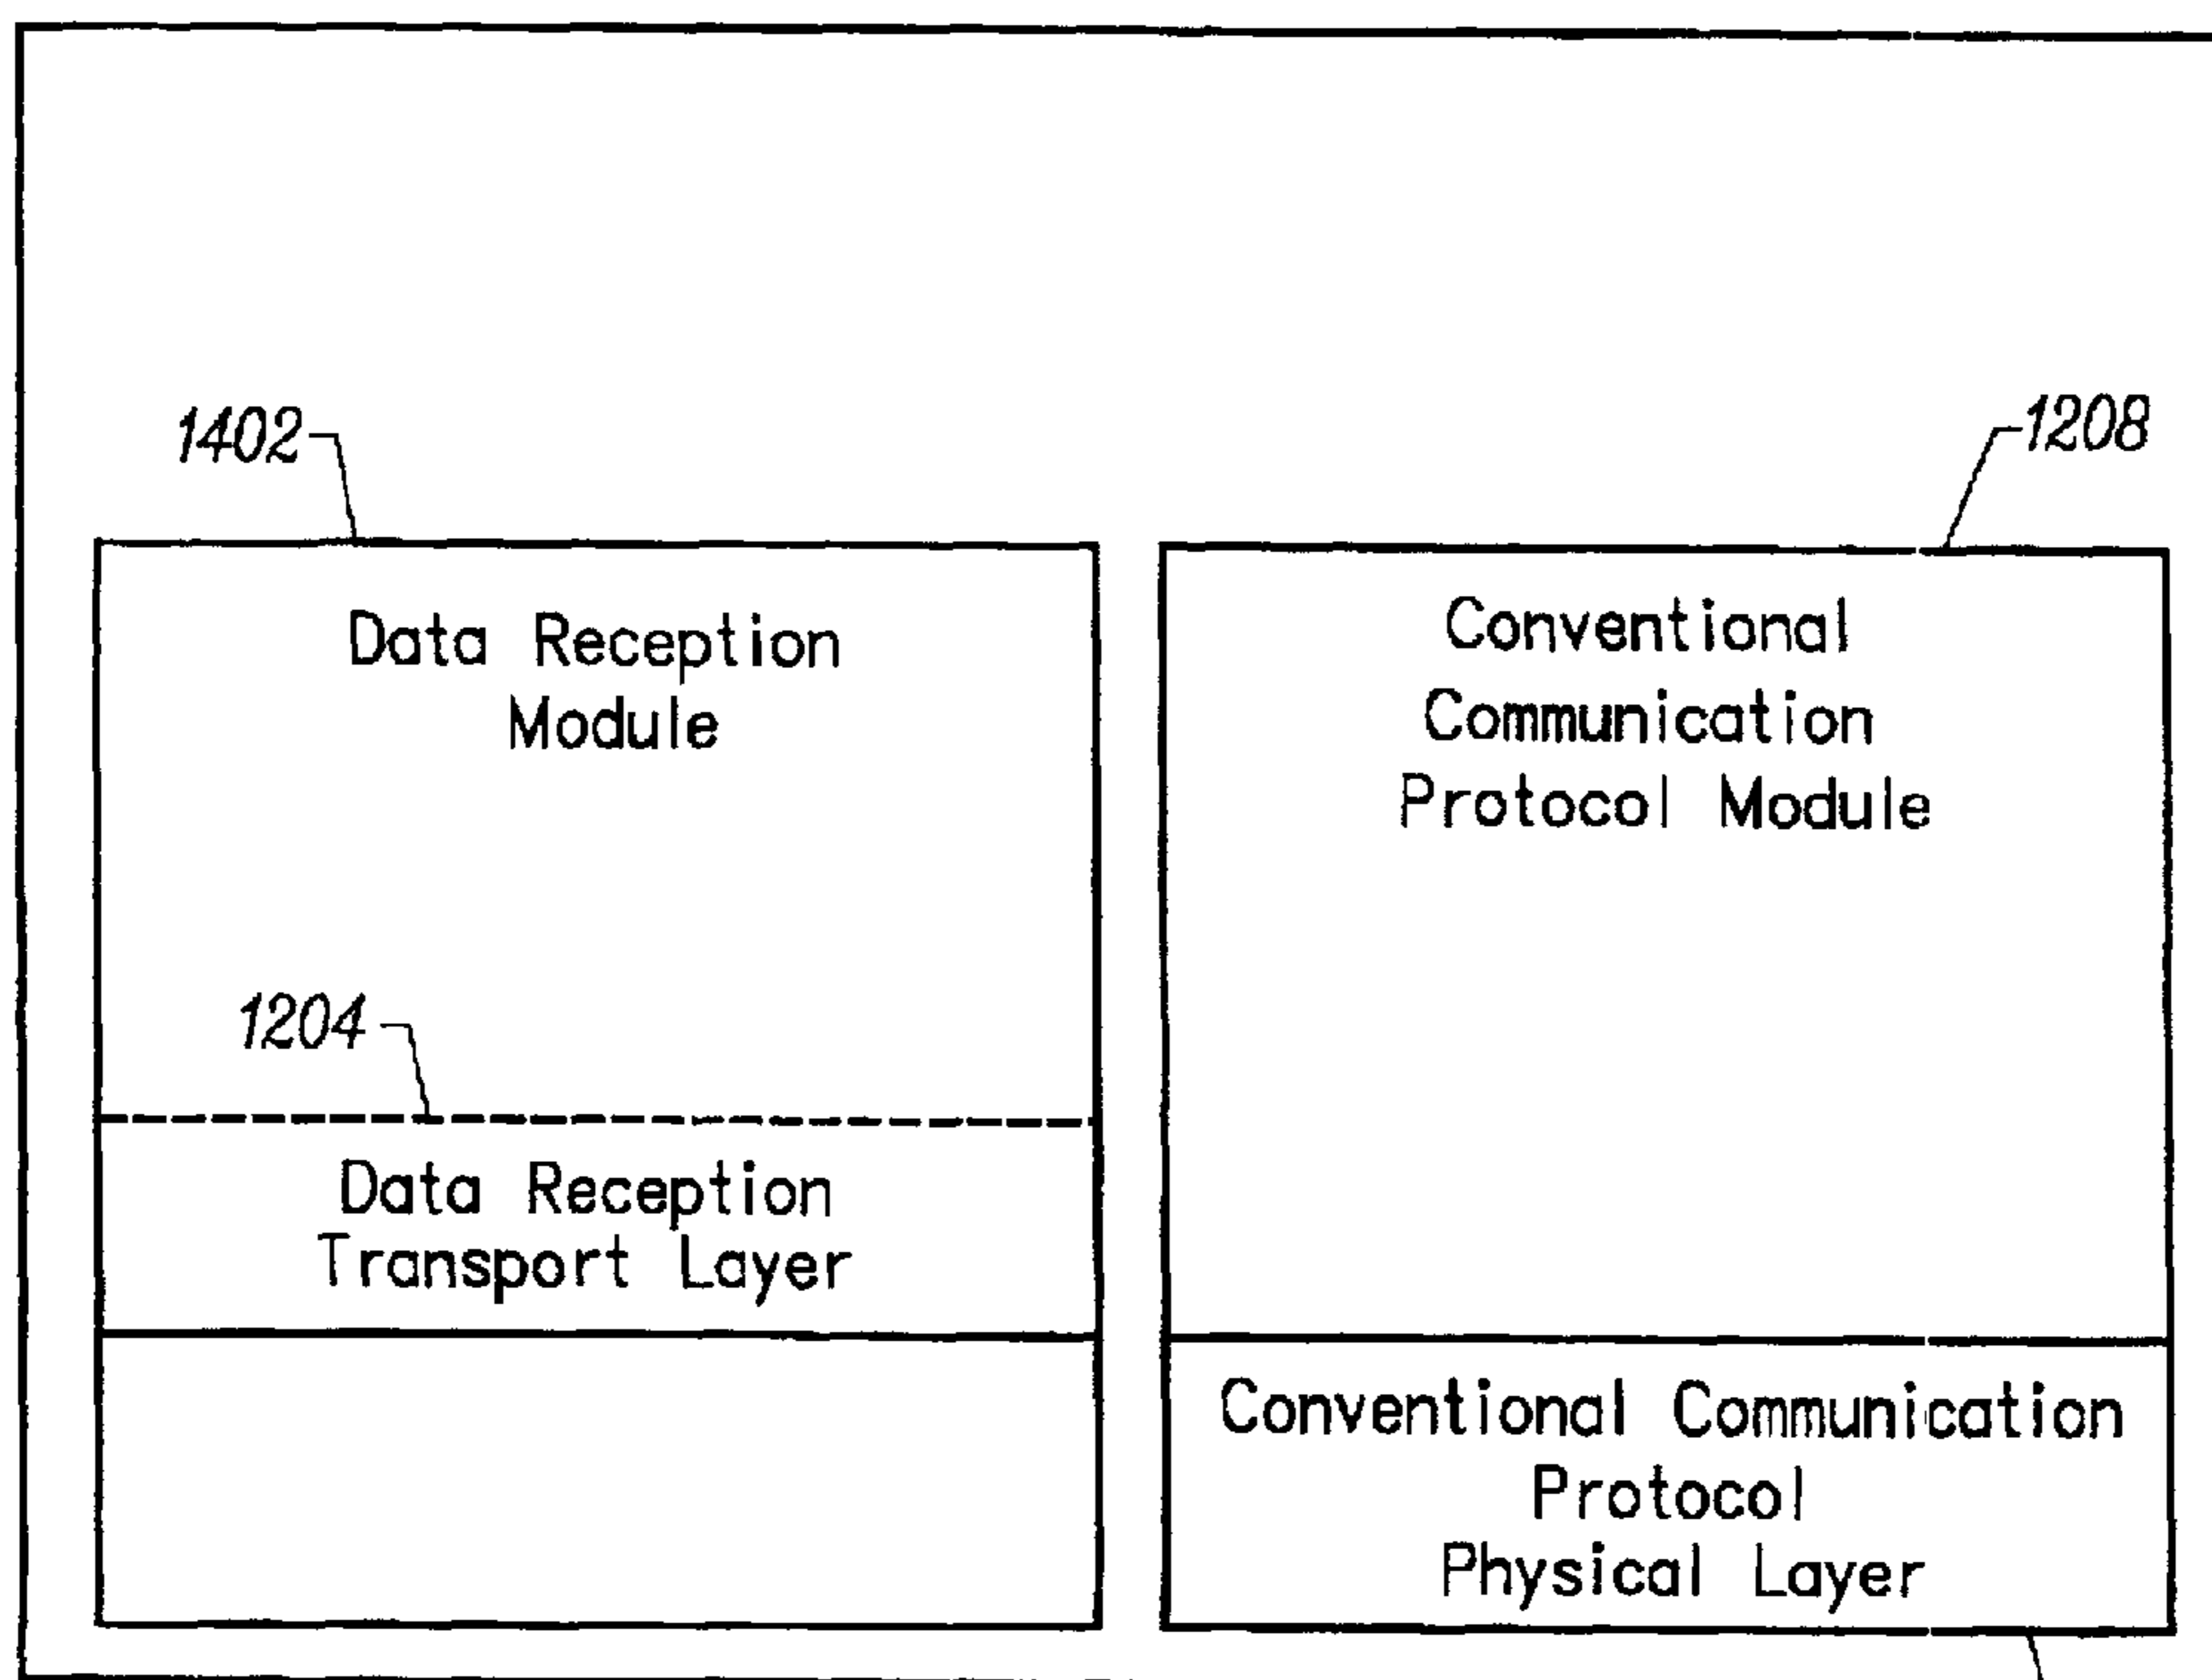 1402
1208
Data Reception
Module
Conventional
Communication
Protocol Module
1204
Data Reception
Transport Layer
Conventional Communication
Protocol
Physical Layer